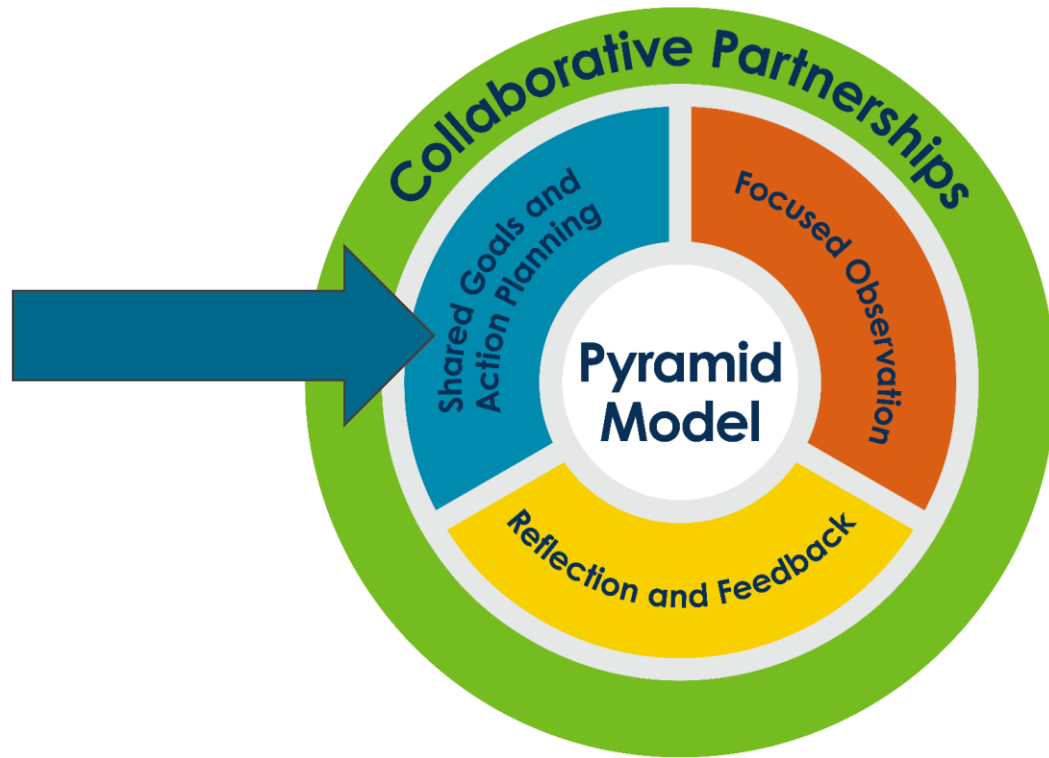 Collaborative Partnerships
Shared Goals and
Action Planning
Focused Observation
Pyramid
Model
Reflection and Feedback